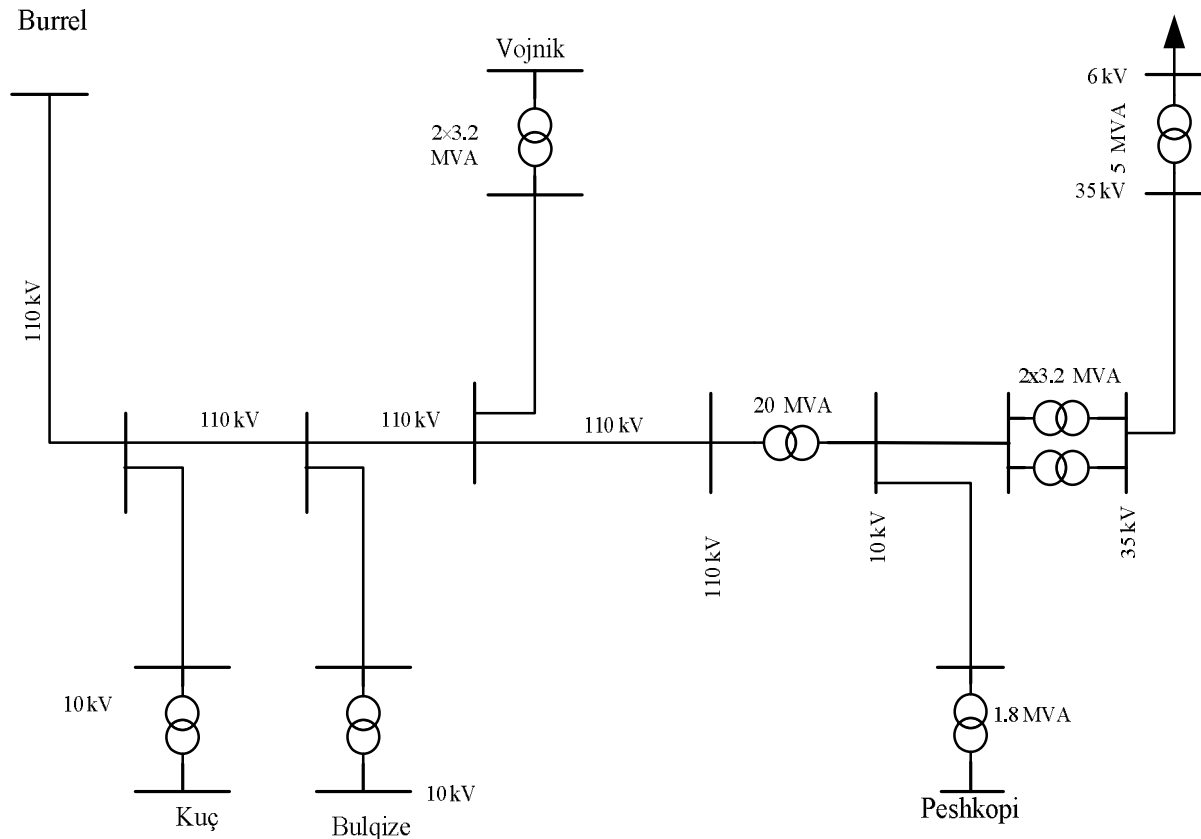 Burrel
Vojnik
6 kV
2×3.2
MVA
5 MVA
35 kV
110 kV
2x3.2 MVA
110 kV
110 kV
110 kV
20 MVA
110 kV
10 kV
35 kV
10 kV
1.8 MVA
10 kV
Kuç
Bulqize
Peshkopi